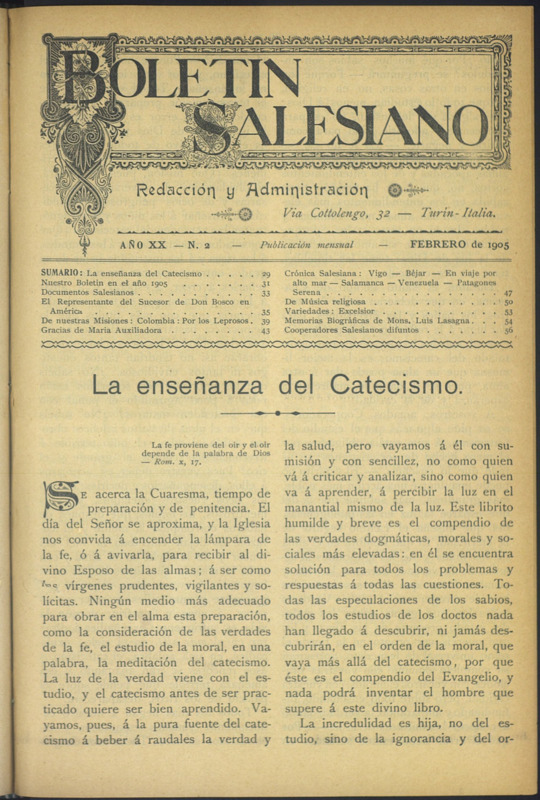 BOLETIN
SALESIANO
Redacción y Administración
Via Cottolengo, 32 — Turín-Italia.
AÑO XX — N. 2 — Publicación mensual — FEBRERO de 1905
SUMARIO: La enseñanza del Catecismo . . . . . 29
Nuestro Boletin en el año 1905 . . . . . . . 31
Documentos Salesianos . . . . . . . . . . . 33
El Representante del Sucesor de Don Bosco en
América . . . . . . . . . . . . . . . 35
De nuestras Misiones: Colombia: Por los Leprosos. 39
Gracias de Maria Auxiliadora . . . . . . . . 43
Crónica Salesiana: Vigo — Béjar — En viaje por
alto mar — Salamanca — Venezuela — Patagones
Serena . . . . . . . . . . . . . . . . 47
De Música religiosa . . . . . . . . . . . 50
Variedades: Excelsior . . . . . . . . . . . 53
Memorias Biográficas de Mons. Luis Lasagna . . . 54
Cooperadores Salesianos difuntos . . . . . . . 56
La enseñanza del Catecismo.
La fe proviene del oir y el oir
depende de la palabra de Dios
— Rom. x, 17.
SE acerca la Cuaresma, tiempo de
preparación y de penitencia. El
día del Señor se aproxima, y la Iglesia
nos convida á encender la lámpara de
la fe, ó á avivarla, para recibir al di-
vino Esposo de las almas; á ser como
las vírgenes prudentes, vigilantes y so-
lícitas. Ningún medio más adecuado
para obrar en el alma esta preparación,
como la consideración de las verdades
de la fe, el estudio de la moral, en una
palabra, la meditación del catecismo.
La luz de la verdad viene con el es-
tudio, y el catecismo antes de ser prac-
ticado quiere ser bien aprendido. Va-
yamos, pues, á la pura fuente del cate-
cismo á beber á raudales la verdad y
la salud, pero vayamos á él con su-
misión y con sencillez, no como quien
vá á criticar y analizar, sino como quien
va á aprender, á percibir la luz en el
manantial mismo de la luz. Este librito
humilde y breve es el compendio de
las verdades dogmáticas, morales y so-
ciales más elevadas: en él se encuentra
solución para todos los problemas y
respuestas á todas las cuestiones. To-
das las especulaciones de los sabios,
todos los estudios de los doctos nada
han llegado á descubrir, ni jamás des-
cubrirán, en el orden de la moral, que
vaya más allá del catecismo, por que
éste es el compendio del Evangelio, y
nada podrá inventar el hombre que
supere á este divino libro.
La incredulidad es hija, no del es-
tudio, sino de la ignorancia y del or-